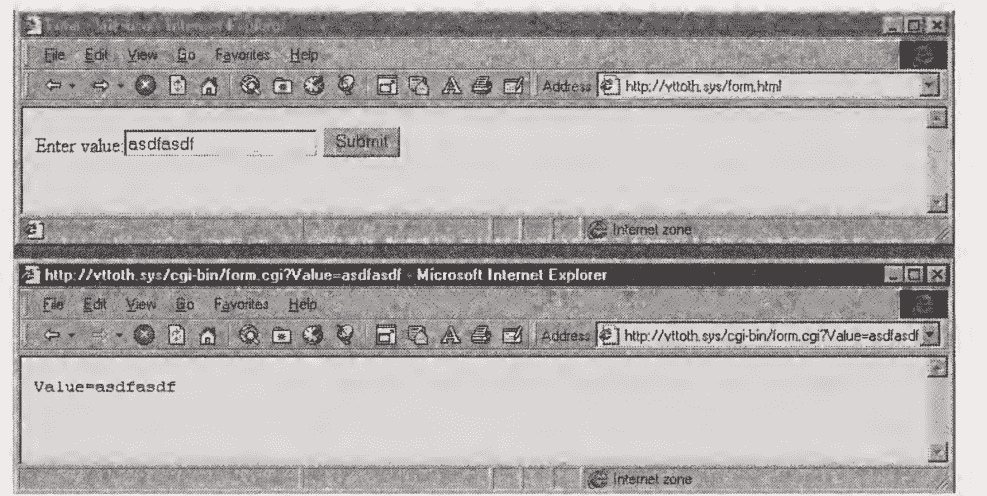 File Edit View Go Favorites Help
Address http://vttoth.sys/form.html
Enter value: asdfasdf Submit
Internet zone
http://vttoth.sys/cgi-bin/form.cgi?Value=asdfasdf - Microsoft Internet Explorer
File Edit View Go Favorites Help
Address http://vttoth.sys/cgi-bin/form.cgi?Value=asdfasdf
Value=asdfasdf
Internet zone